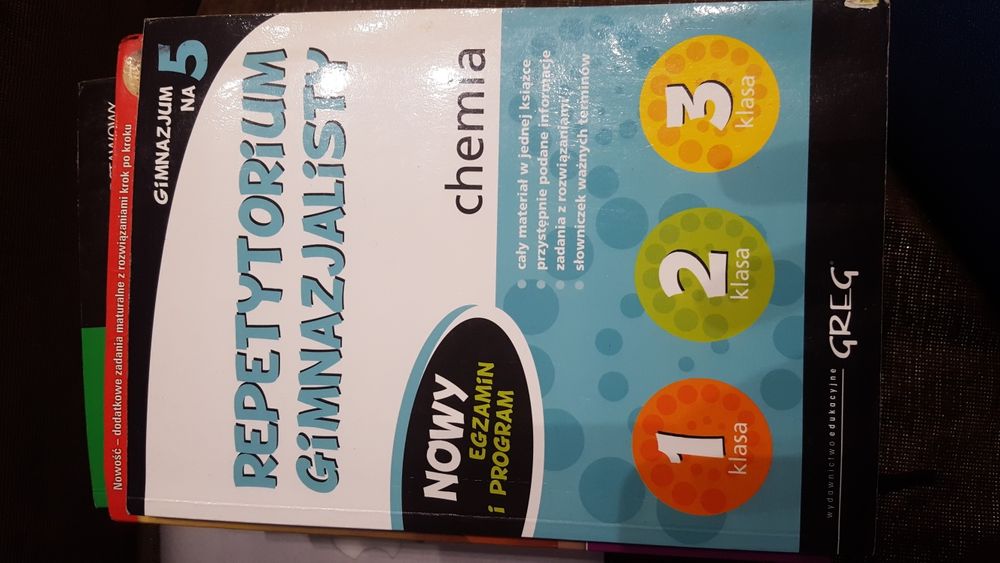 GIMNAZJUM
NA 5
REPETYTORIUM
GIMNAZJALISTY
chemia
NOWY
EGZAMIN
i PROGRAM
cały materiał w jednej książce
przystępnie podane informacje
zadania z rozwiązaniami
słowniczek ważnych terminów
1
klasa
2
klasa
3
klasa
wydawnictwo edukacyjne GREG®
Nowość – dodatkowe zadania maturalne z rozwiązaniami krok po kroku